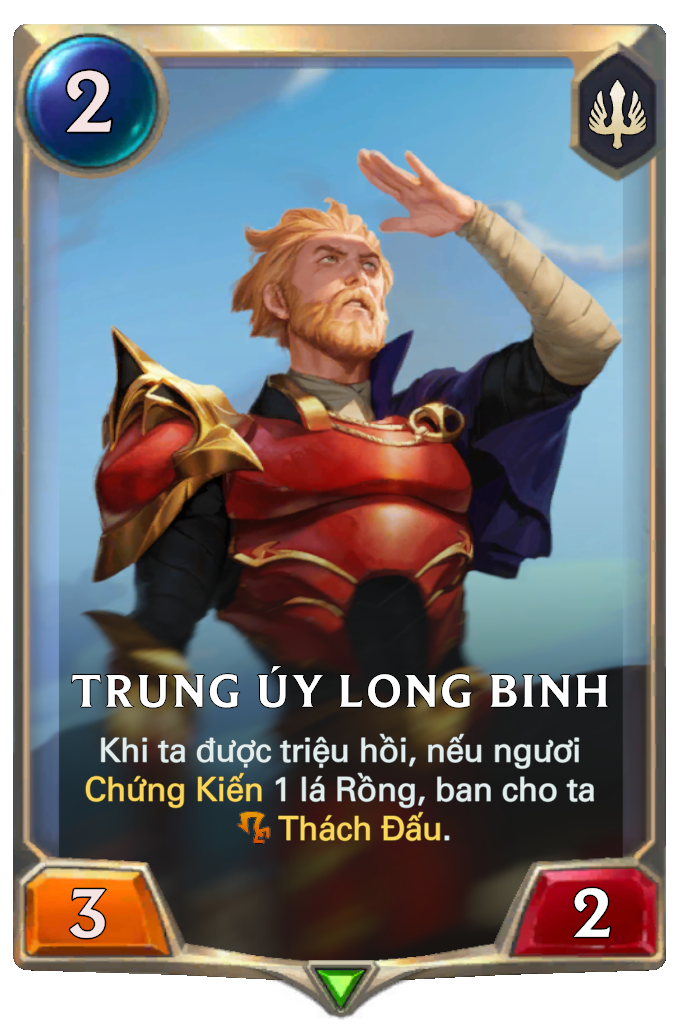 2
TRUNG ÚY LONG BINH
Khi ta được triệu hồi, nếu ngươi
Chứng Kiến 1 lá Rồng, ban cho ta
Thách Đấu.
3
2